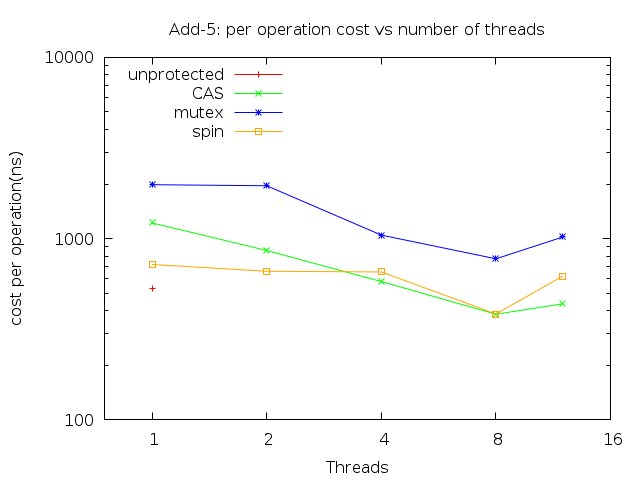 Add-5: per operation cost vs number of threads
10000
unprotected
CAS
mutex
spin
cost per operation(ns)
1000
100
1 2 4 8 16
Threads